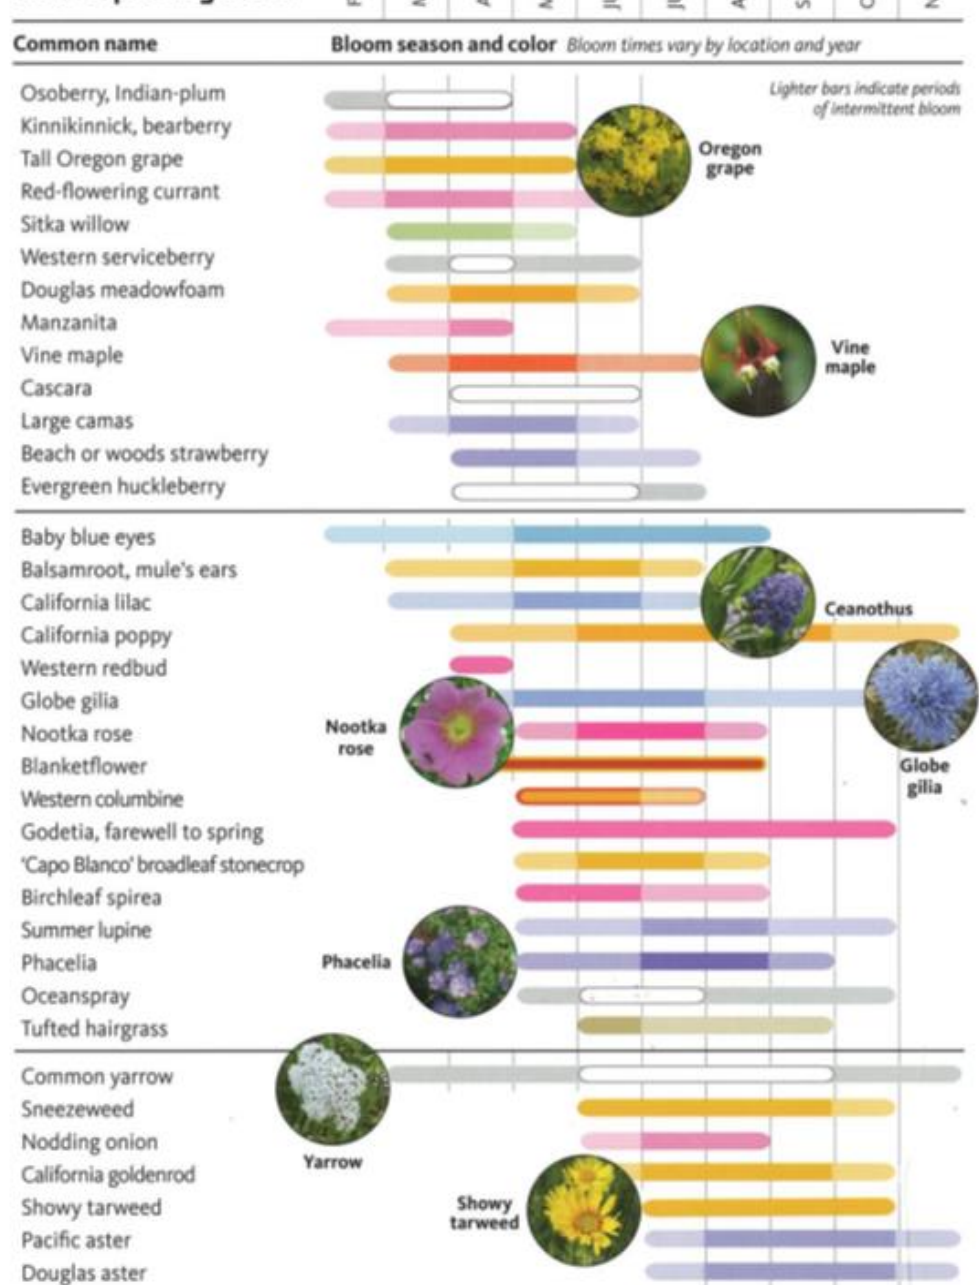 Common name Bloom season and color Bloom times vary by location and year
Lighter bars indicate periods
of intermittent bloom
Osoberry, Indian-plum
Kinnikinnick, bearberry
Tall Oregon grape
Red-flowering currant
Sitka willow
Western serviceberry
Douglas meadowfoam
Manzanita
Vine maple
Cascara
Large camas
Beach or woods strawberry
Evergreen huckleberry
Oregon
grape
Vine
maple
Baby blue eyes
Balsamroot, mule's ears
California lilac
California poppy
Western redbud
Globe gilia
Nootka rose
Blanketflower
Western columbine
Godetia, farewell to spring
'Capo Blanco' broadleaf stonecrop
Birchleaf spirea
Summer lupine
Phacelia
Oceanspray
Tufted hairgrass
Ceanothus
Nootka
rose
Globe
gilia
Phacelia
Common yarrow
Sneezeweed
Nodding onion
California goldenrod
Showy tarweed
Pacific aster
Douglas aster
Yarrow
Showy
tarweed